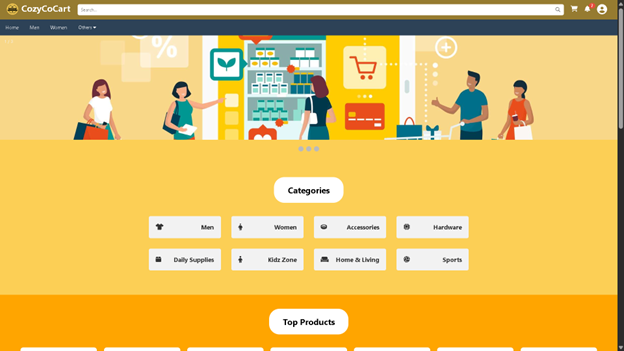 CozyCoCart
Search...
Home Men Women Others
%
Categories
Men Women Accessories Hardware
Daily Supplies Kidz Zone Home & Living Sports
Top Products